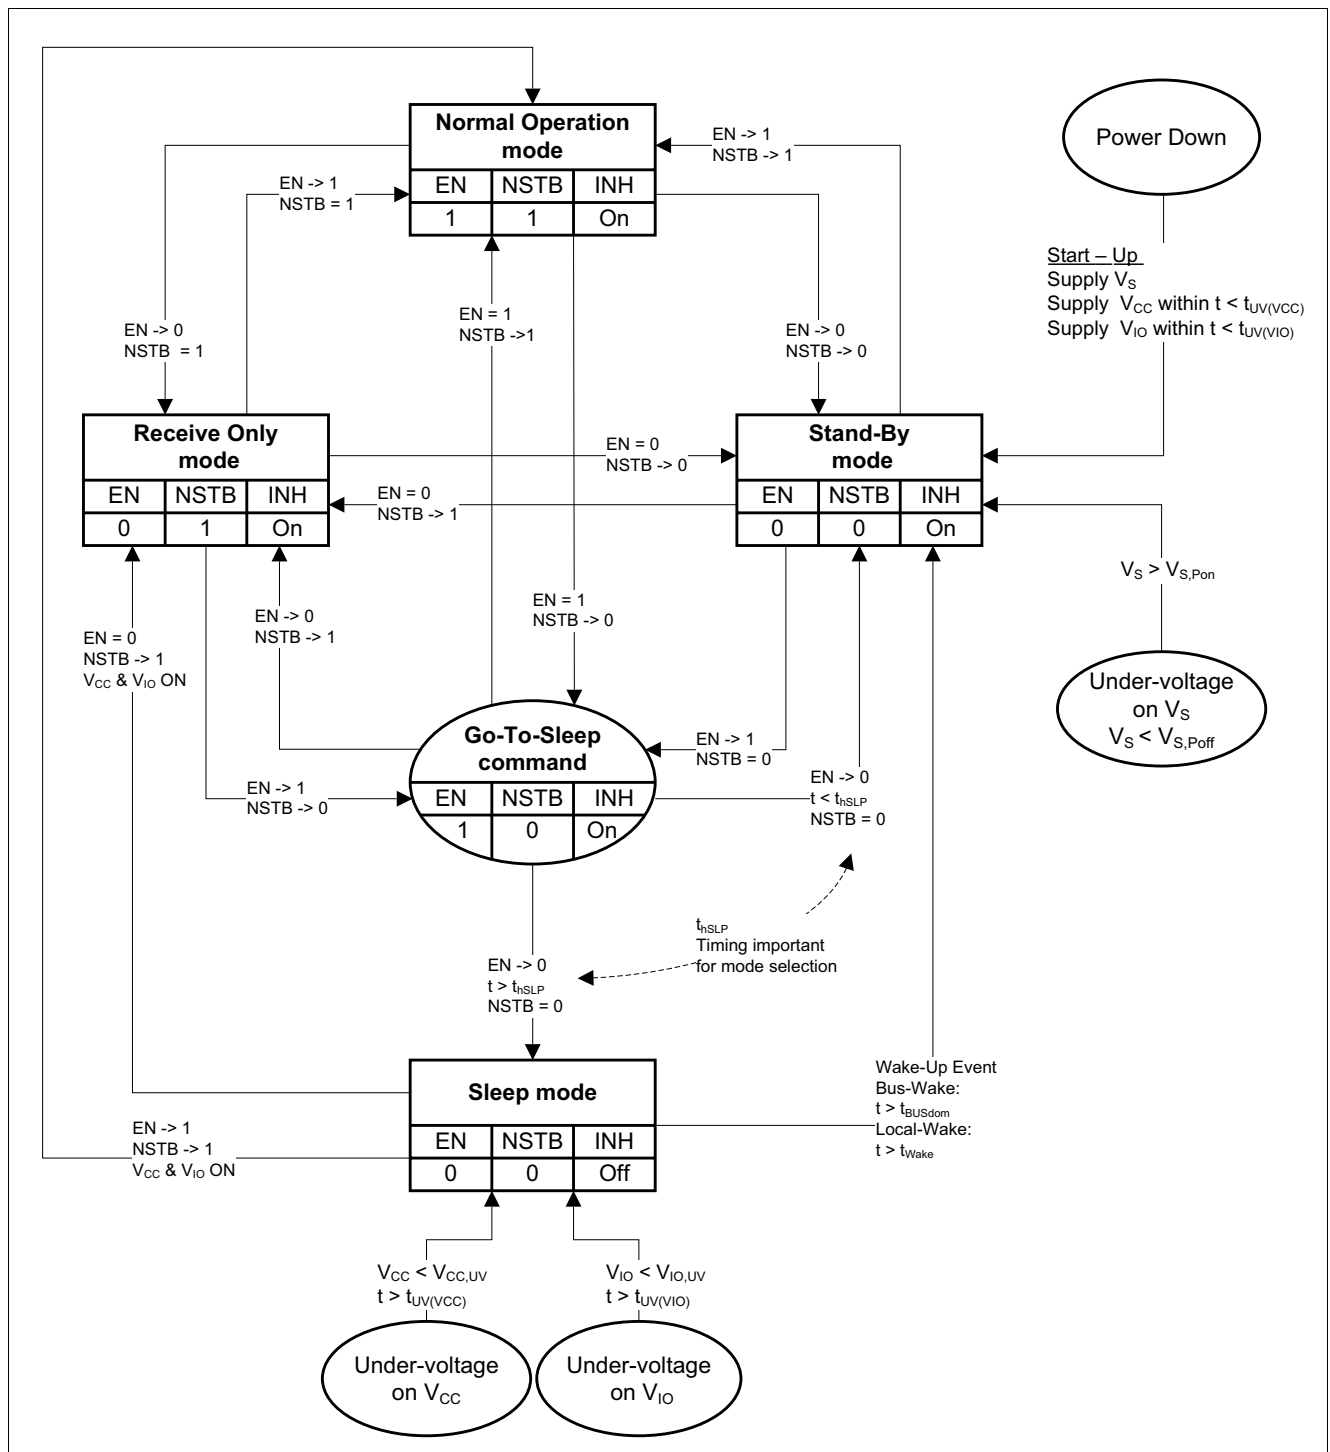 Normal Operation
mode
EN NSTB INH
1 1 On
Power Down
Start – Up
Supply VS
Supply VCC within t < tUV(VCC)
Supply VIO within t < tUV(VIO)
EN -> 1
NSTB -> 1
EN -> 1
NSTB = 1
EN -> 0
NSTB = 1
EN = 1
NSTB ->1
EN -> 0
NSTB -> 0
Receive Only
mode
EN NSTB INH
0 1 On
EN = 0
NSTB -> 0
EN = 0
NSTB -> 1
Stand-By
mode
EN NSTB INH
0 0 On
VS > VS,Pon
Under-voltage
on VS
VS < VS,Poff
EN = 0
NSTB -> 1
VCC & VIO ON
EN -> 0
NSTB -> 1
EN = 1
NSTB -> 0
Go-To-Sleep
command
EN NSTB INH
1 0 On
EN -> 1
NSTB = 0
EN -> 1
NSTB -> 0
EN -> 0
t < thSLP
NSTB = 0
thSLP
Timing important
for mode selection
EN -> 0
t > thSLP
NSTB = 0
Sleep mode
EN NSTB INH
0 0 Off
Wake-Up Event
Bus-Wake:
t > tBUSdom
Local-Wake:
t > tWake
EN -> 1
NSTB -> 1
VCC & VIO ON
VCC < VCC,UV
t > tUV(VCC)
VIO < VIO,UV
t > tUV(VIO)
Under-voltage
on VCC
Under-voltage
on VIO